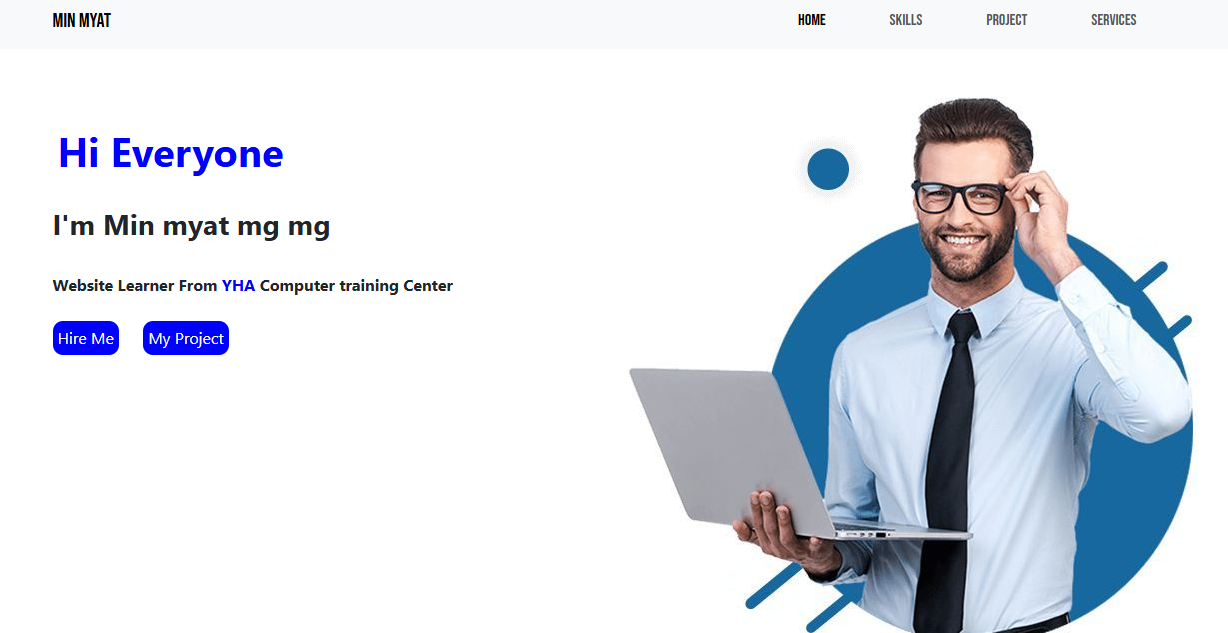 MIN MYAT
HOME SKILLS PROJECT SERVICES
Hi Everyone
I'm Min myat mg mg
Website Learner From YHA Computer training Center
Hire Me My Project